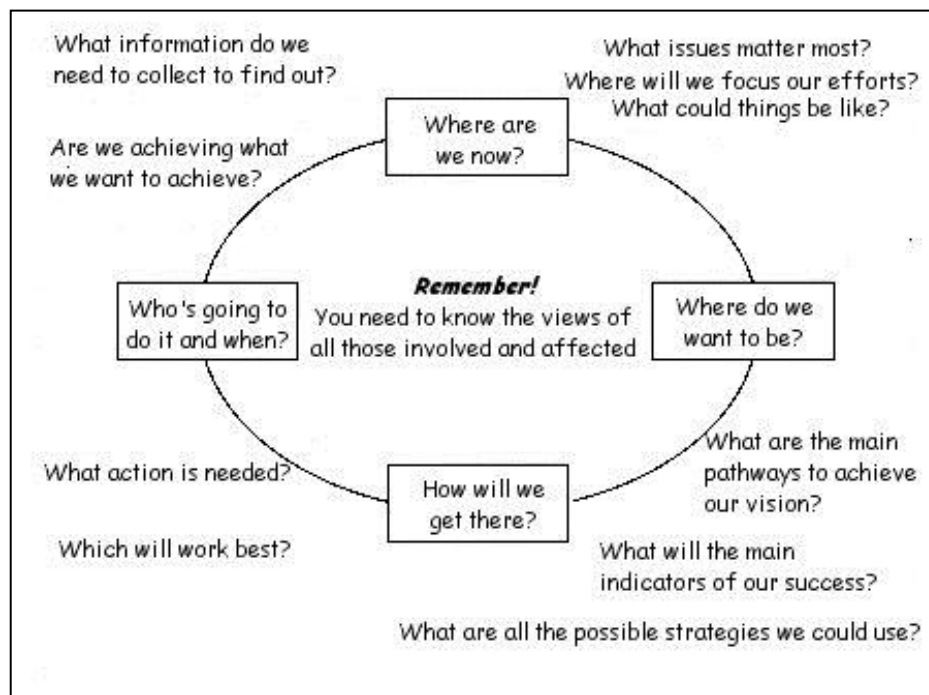 What information do we
need to collect to find out?
What issues matter most?
Where will we focus our efforts?
What could things be like?
Where are
we now?
Are we achieving what
we want to achieve?
Who's going to
do it and when?
Remember!
You need to know the views of
all those involved and affected
Where do we
want to be?
What are the main
pathways to achieve
our vision?
What action is needed?
How will we
get there?
Which will work best?
What will the main
indicators of our success?
What are all the possible strategies we could use?